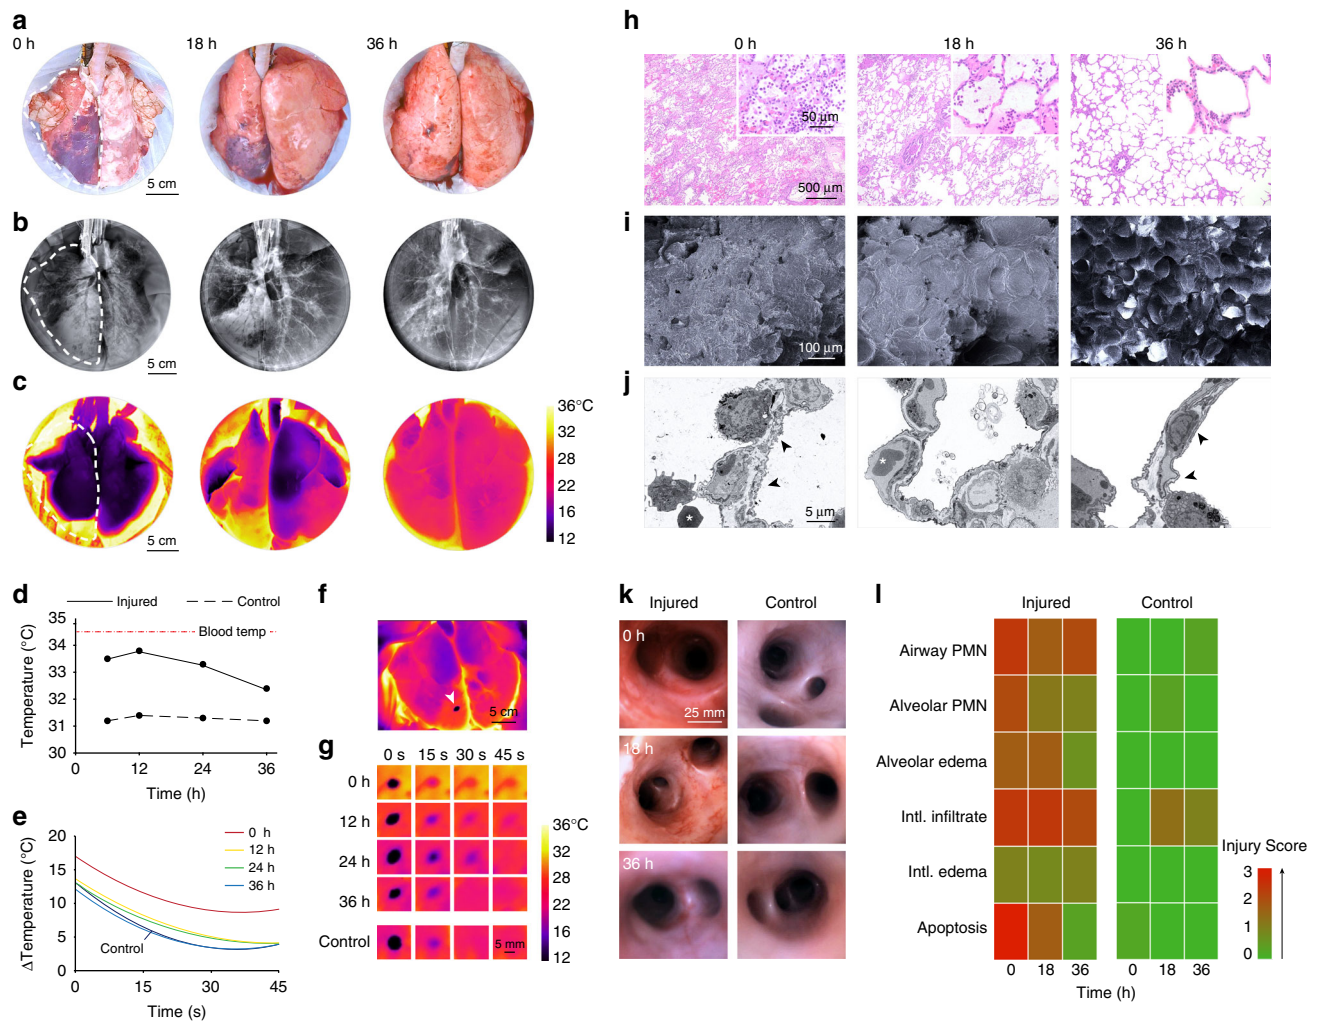 a
0 h
18 h
36 h
5 cm
b
5 cm
c
5 cm
36°C
32
28
22
16
12
d
Injured
Control
Blood temp
Temperature (°C)
35
34
33
32
31
30
0
12
24
36
Time (h)
e
ΔTemperature (°C)
20
15
10
5
0
0 h
12 h
24 h
36 h
Control
0
15
30
45
Time (s)
f
5 cm
g
0 s
15 s
30 s
45 s
0 h
12 h
24 h
36 h
Control
5 mm
36°C
32
28
22
16
12
h
0 h
18 h
36 h
50 µm
500 µm
i
100 µm
j
*
*
5 µm
k
Injured
Control
0 h
25 mm
18 h
36 h
l
Injured
Control
Airway PMN
Alveolar PMN
Alveolar edema
Intl. infiltrate
Intl. edema
Apoptosis
0
18
36
0
18
36
Time (h)
Injury Score
3
2
1
0